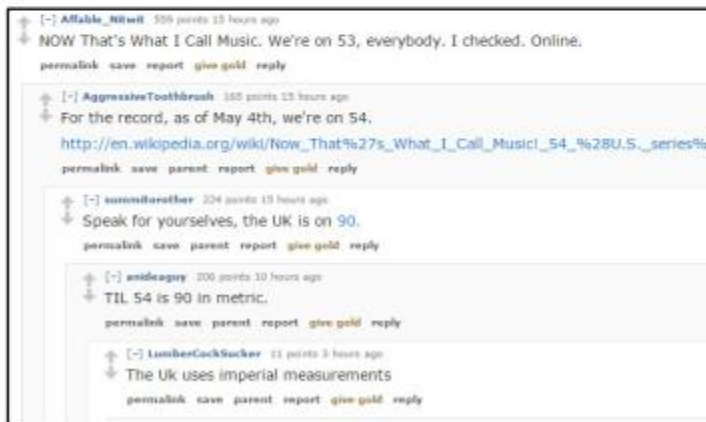 [-] Affable_Nitwit 559 points 15 hours ago
NOW That's What I Call Music. We're on 53, everybody. I checked. Online.
permalink save report give gold reply
[-] AggressiveToothbrush 165 points 15 hours ago
For the record, as of May 4th, we're on 54.
http://en.wikipedia.org/wiki/Now_That%27s_What_I_Call_Music!_54_%28U.S._series%
permalink save parent report give gold reply
[-] summitorother 224 points 15 hours ago
Speak for yourselves, the UK is on 90.
permalink save parent report give gold reply
[-] anideaguy 206 points 10 hours ago
TIL 54 is 90 in metric.
permalink save parent report give gold reply
[-] LumberCockSucker 11 points 3 hours ago
The Uk uses imperial measurements
permalink save parent report give gold reply